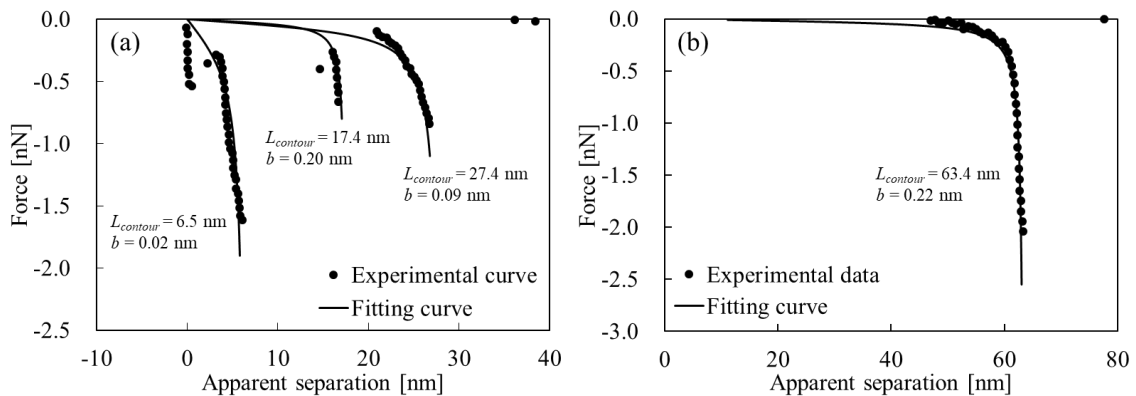 (a)
0.0
-0.5
-1.0
-1.5
-2.0
-2.5
Force [nN]
L_contour = 17.4 nm
b = 0.20 nm
L_contour = 27.4 nm
b = 0.09 nm
L_contour = 6.5 nm
b = 0.02 nm
Experimental curve
Fitting curve
-10 0 10 20 30 40
Apparent separation [nm]
(b)
0.0
-0.5
-1.0
-1.5
-2.0
-2.5
-3.0
Force [nN]
L_contour = 63.4 nm
b = 0.22 nm
Experimental data
Fitting curve
0 20 40 60 80
Apparent separation [nm]